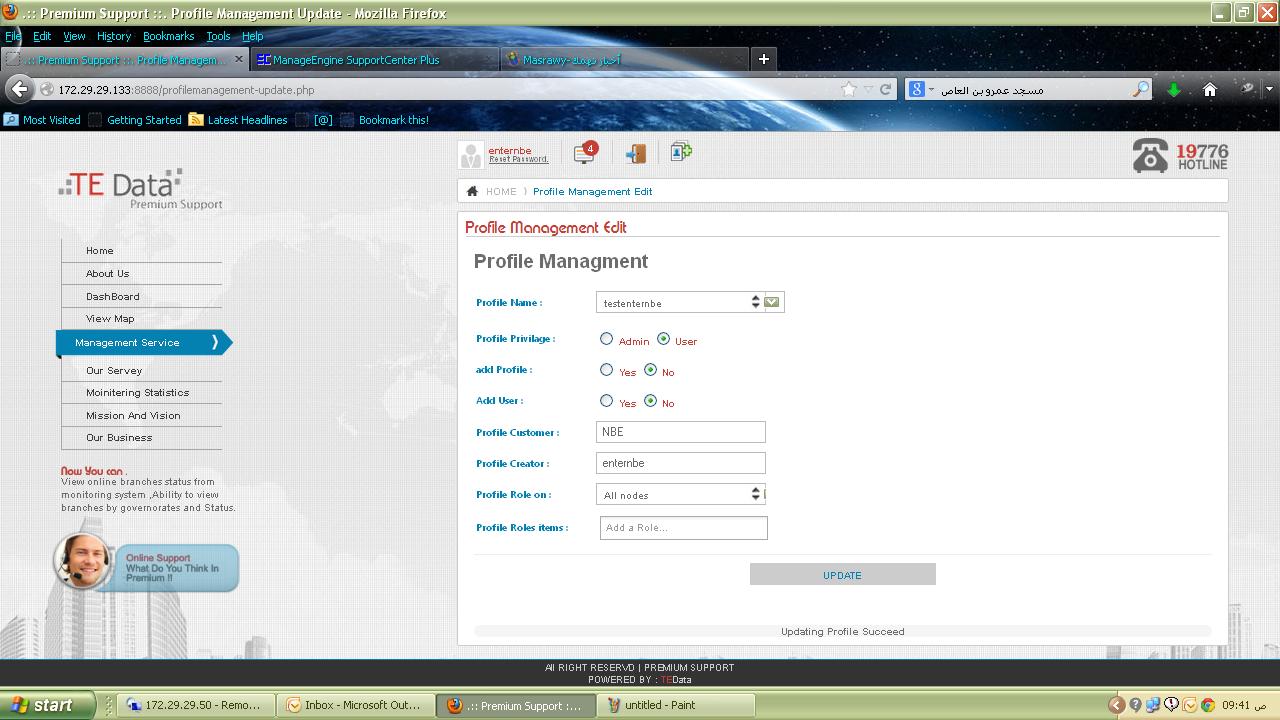 .:: Premium Support ::. Profile Management Update - Mozilla Firefox
File Edit View History Bookmarks Tools Help
.:: Premium Support ::. Profile Managem... ManageEngine SupportCenter Plus
172.29.29.133 مسجد عمرو بن العاص
Most Visited Getting Started Latest Headlines [@] Bookmark this!
enternbe
Reset Password.
4
19776
HOTLINE
TE Data
Premium Support
HOME Profile Management Edit
Profile Management Edit
Profile Managment
Home
About Us
DashBoard
View Map
Management Service
Our Servey
Moinitering Statistics
Mission And Vision
Our Business
Now You can .
View online branches status from
monitoring system ,Ability to view
branches by governorates and Status.
Online Support
What Do You Think In
Premium !!
Profile Name : testenternbe
Profile Privilage : Admin User
add Profile : Yes No
Add User : Yes No
Profile Customer : NBE
Profile Creator : enternbe
Profile Role on : All nodes
Profile Roles items : Add a Role...
UPDATE
Updating Profile Succeed
All RIGHT RESERVD | PREMIUM SUPPORT
POWERED BY : TEData
start 172.29.29.50 - Remo... Inbox - Microsoft Out... .:: Premium Support :... untitled - Paint 09:41 ص